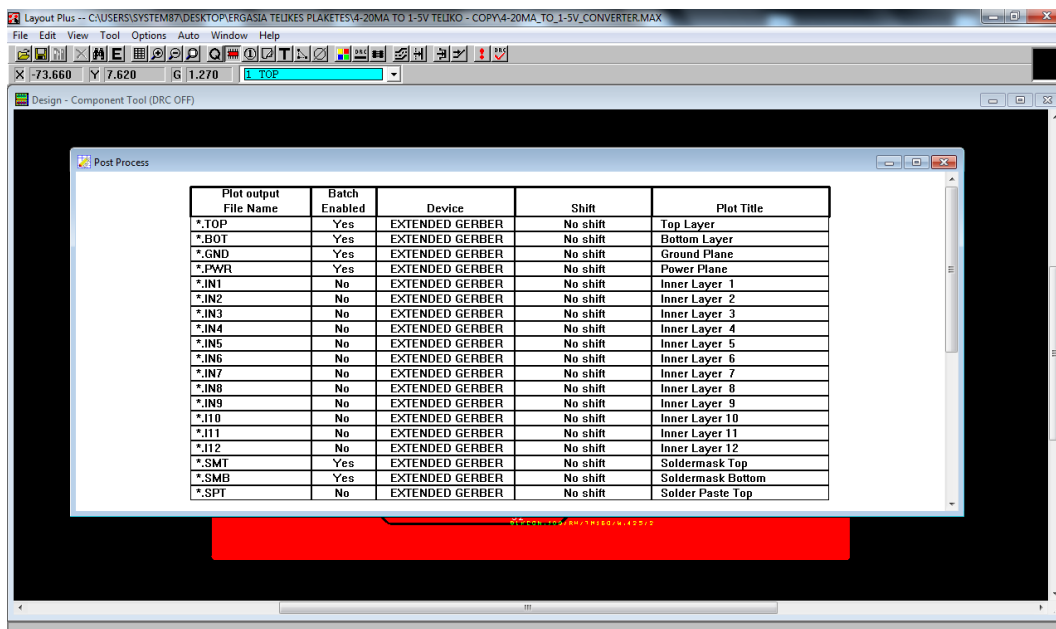 Layout Plus -- C:\USERS\SYSTEM87\DESKTOP\ERGASIA TELIKES PLAKETES\4-20MA TO 1-5V TELIKO - COPY\4-20MA_TO_1-5V_CONVERTER.MAX
File Edit View Tool Options Auto Window Help
X -73.660 Y 7.620 G 1.270 1 TOP
Design - Component Tool (DRC OFF)
Post Process
Plot output File Name Batch Enabled Device Shift Plot Title
*.TOP Yes EXTENDED GERBER No shift Top Layer
*.BOT Yes EXTENDED GERBER No shift Bottom Layer
*.GND Yes EXTENDED GERBER No shift Ground Plane
*.PWR Yes EXTENDED GERBER No shift Power Plane
*.IN1 No EXTENDED GERBER No shift Inner Layer 1
*.IN2 No EXTENDED GERBER No shift Inner Layer 2
*.IN3 No EXTENDED GERBER No shift Inner Layer 3
*.IN4 No EXTENDED GERBER No shift Inner Layer 4
*.IN5 No EXTENDED GERBER No shift Inner Layer 5
*.IN6 No EXTENDED GERBER No shift Inner Layer 6
*.IN7 No EXTENDED GERBER No shift Inner Layer 7
*.IN8 No EXTENDED GERBER No shift Inner Layer 8
*.IN9 No EXTENDED GERBER No shift Inner Layer 9
*.I10 No EXTENDED GERBER No shift Inner Layer 10
*.I11 No EXTENDED GERBER No shift Inner Layer 11
*.I12 No EXTENDED GERBER No shift Inner Layer 12
*.SMT Yes EXTENDED GERBER No shift Soldermask Top
*.SMB Yes EXTENDED GERBER No shift Soldermask Bottom
*.SPT No EXTENDED GERBER No shift Solder Paste Top